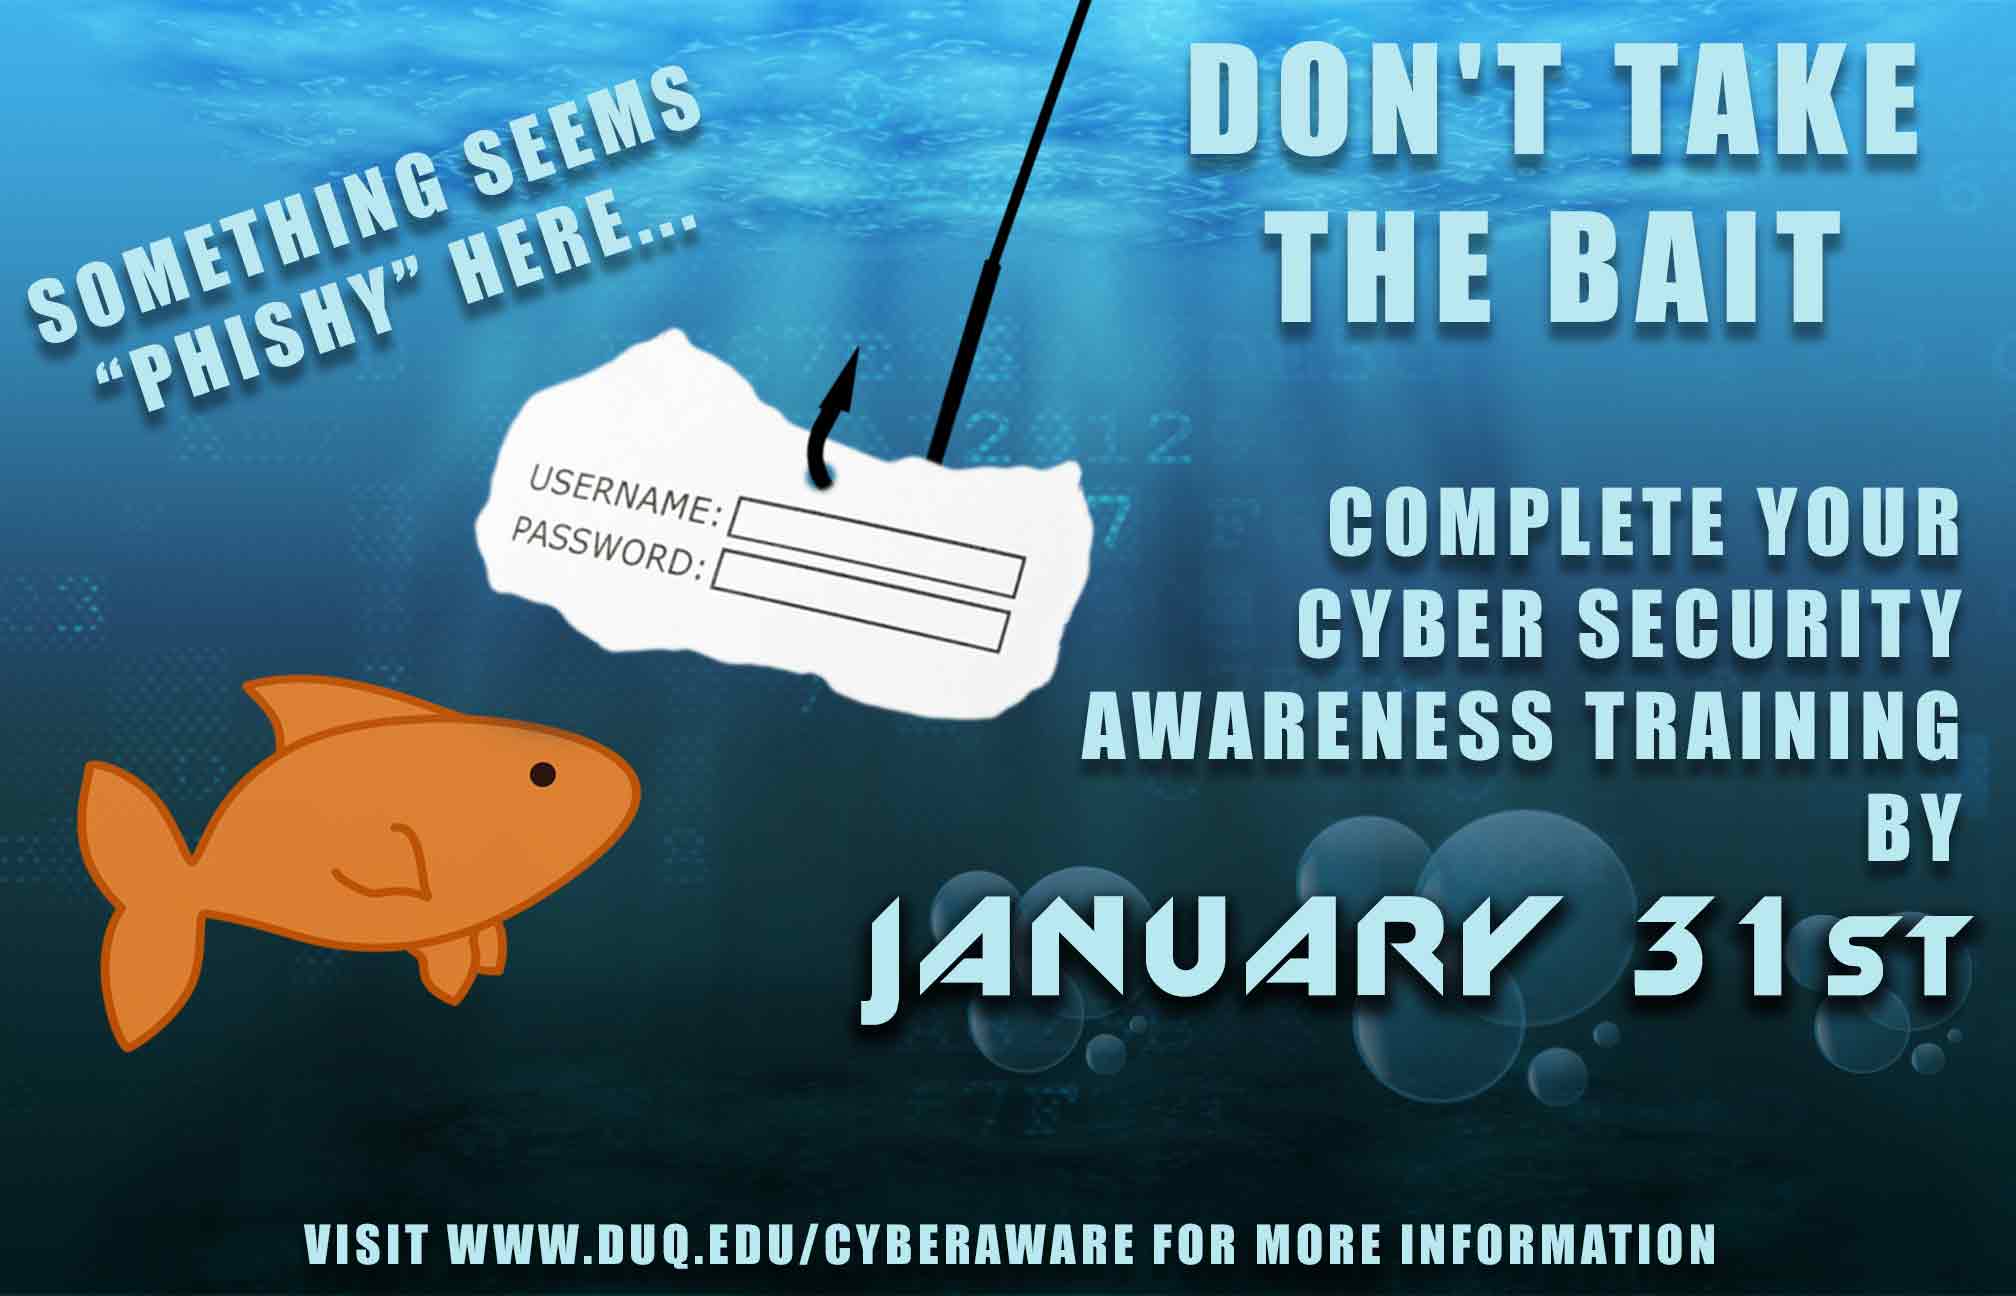 SOMETHING SEEMS
“PHISHY” HERE...
DON'T TAKE
THE BAIT
USERNAME:
PASSWORD:
COMPLETE YOUR
CYBER SECURITY
AWARENESS TRAINING
BY
JANUARY 31ST
VISIT WWW.DUQ.EDU/CYBERAWARE FOR MORE INFORMATION